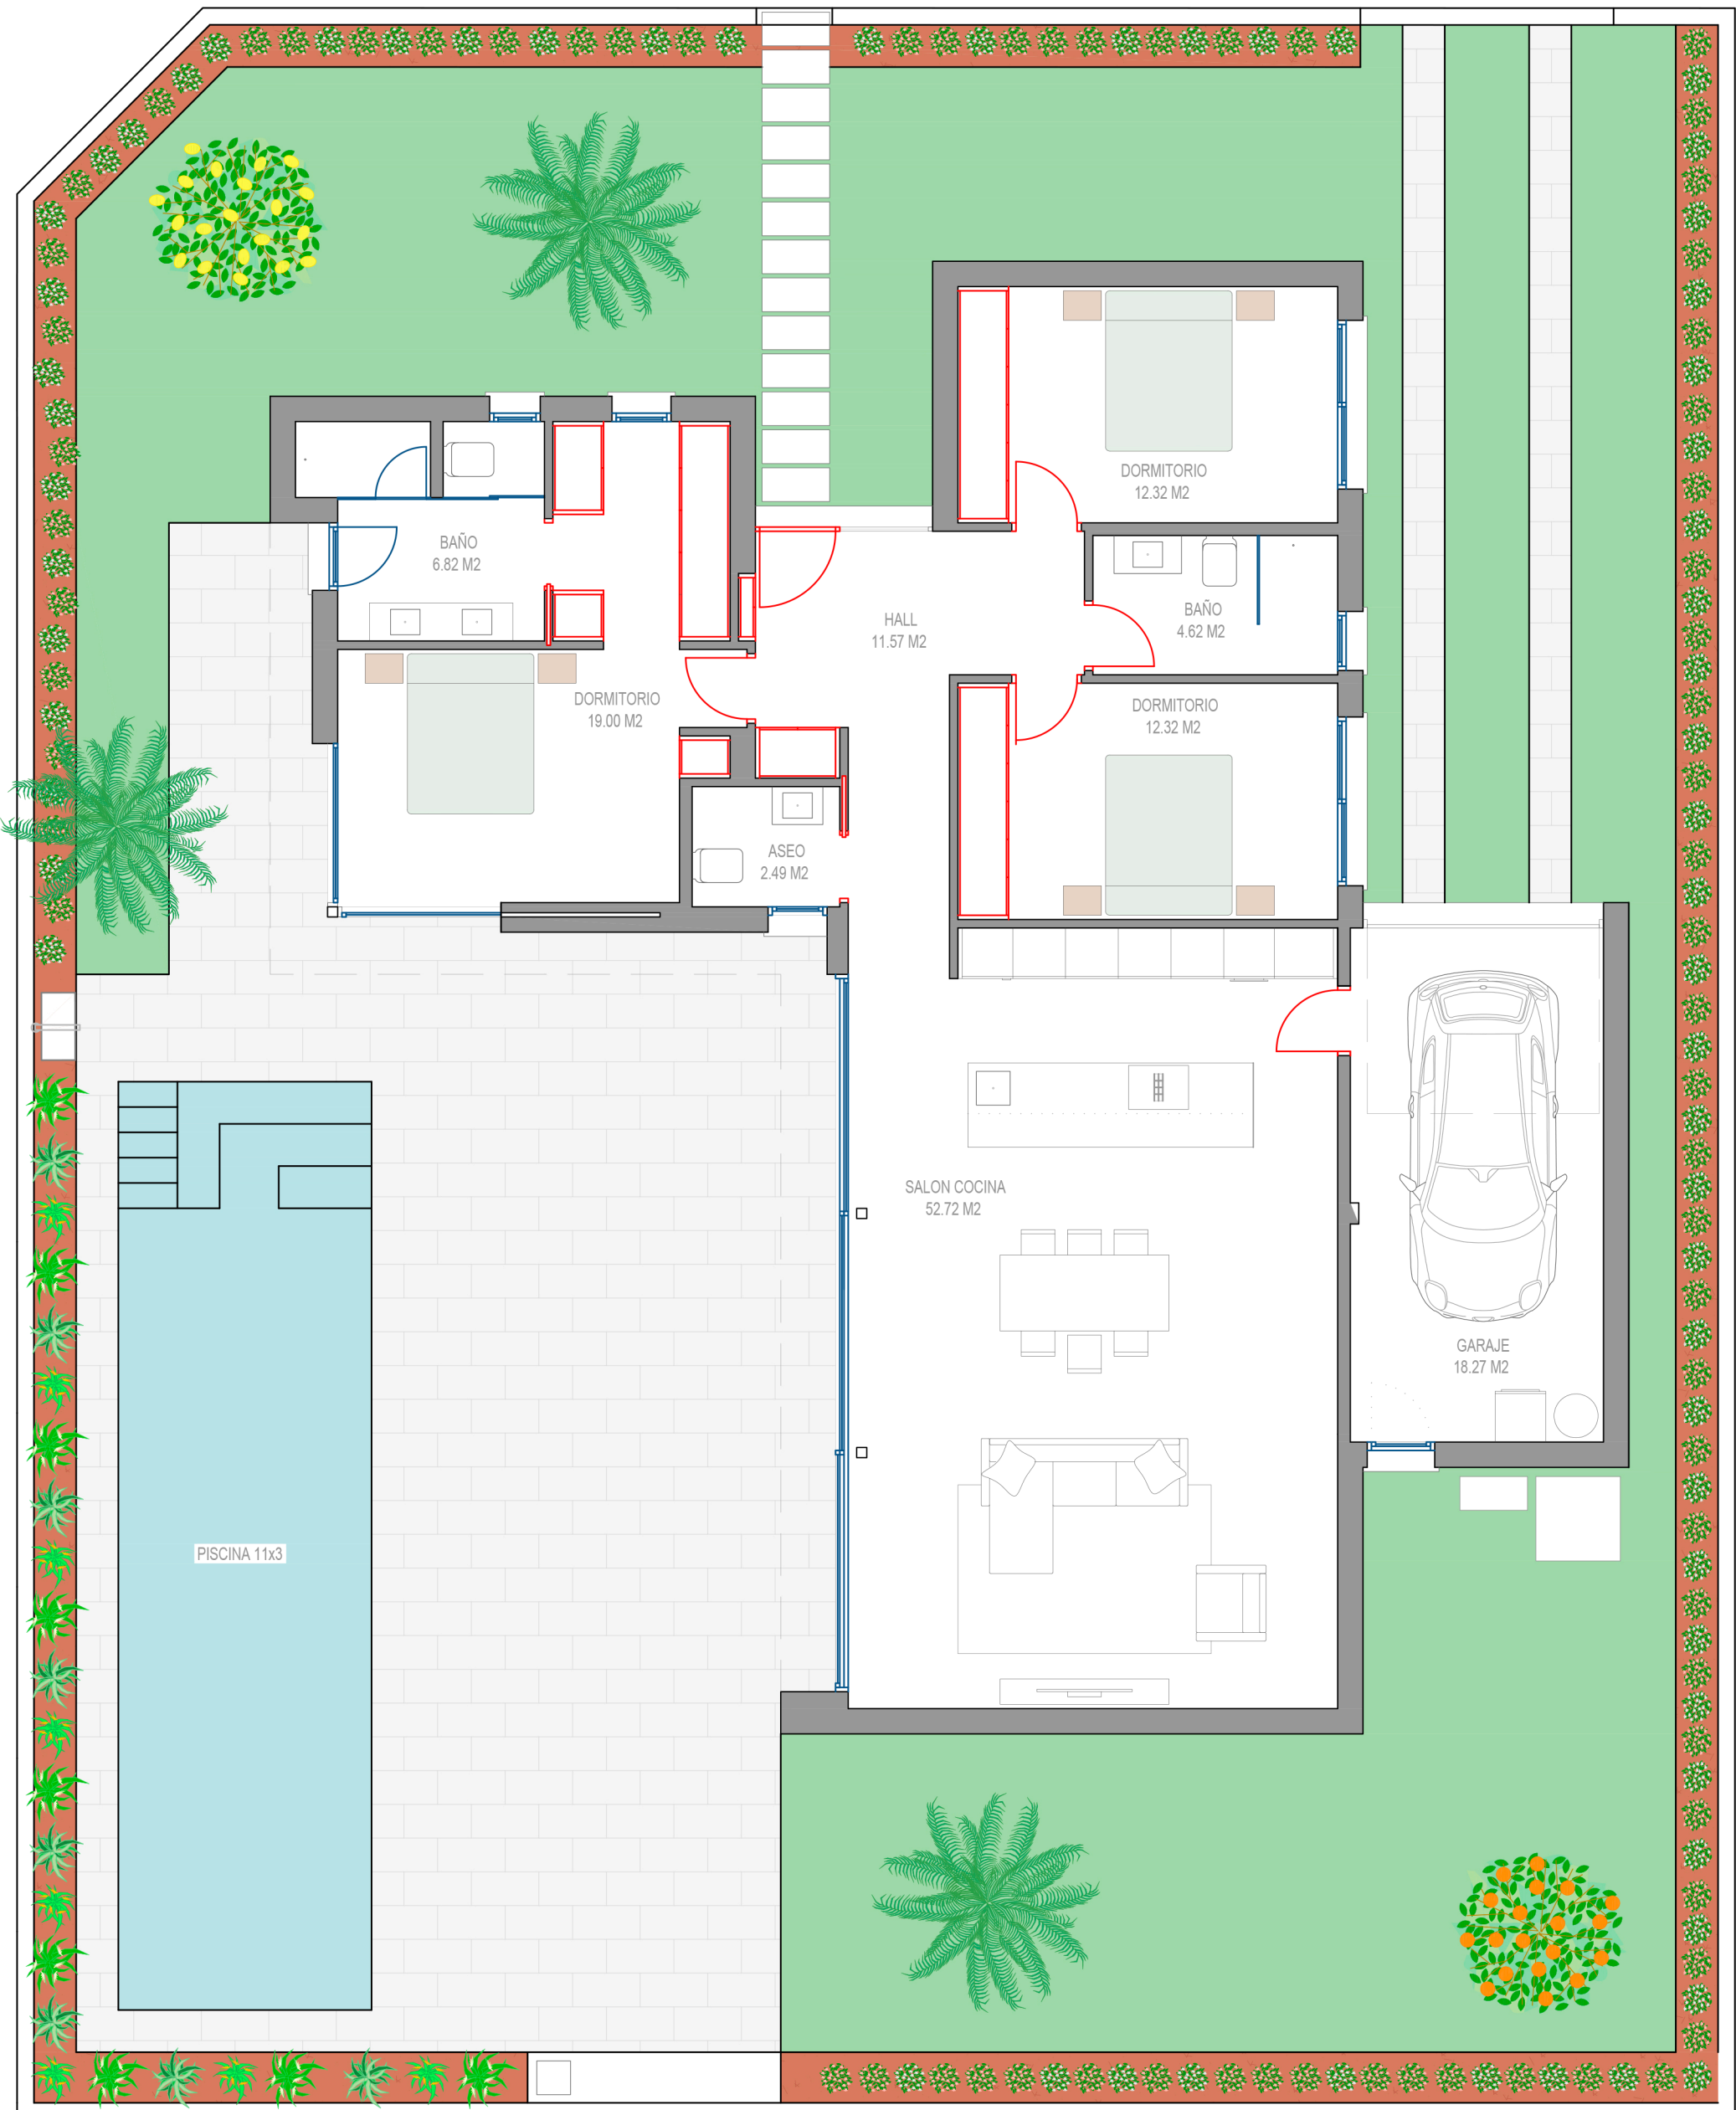 DORMITORIO
12.32 M2
BAÑO
6.82 M2
HALL
11.57 M2
BAÑO
4.62 M2
DORMITORIO
19.00 M2
DORMITORIO
12.32 M2
ASEO
2.49 M2
SALON COCINA
52.72 M2
GARAJE
18.27 M2
PISCINA 11x3